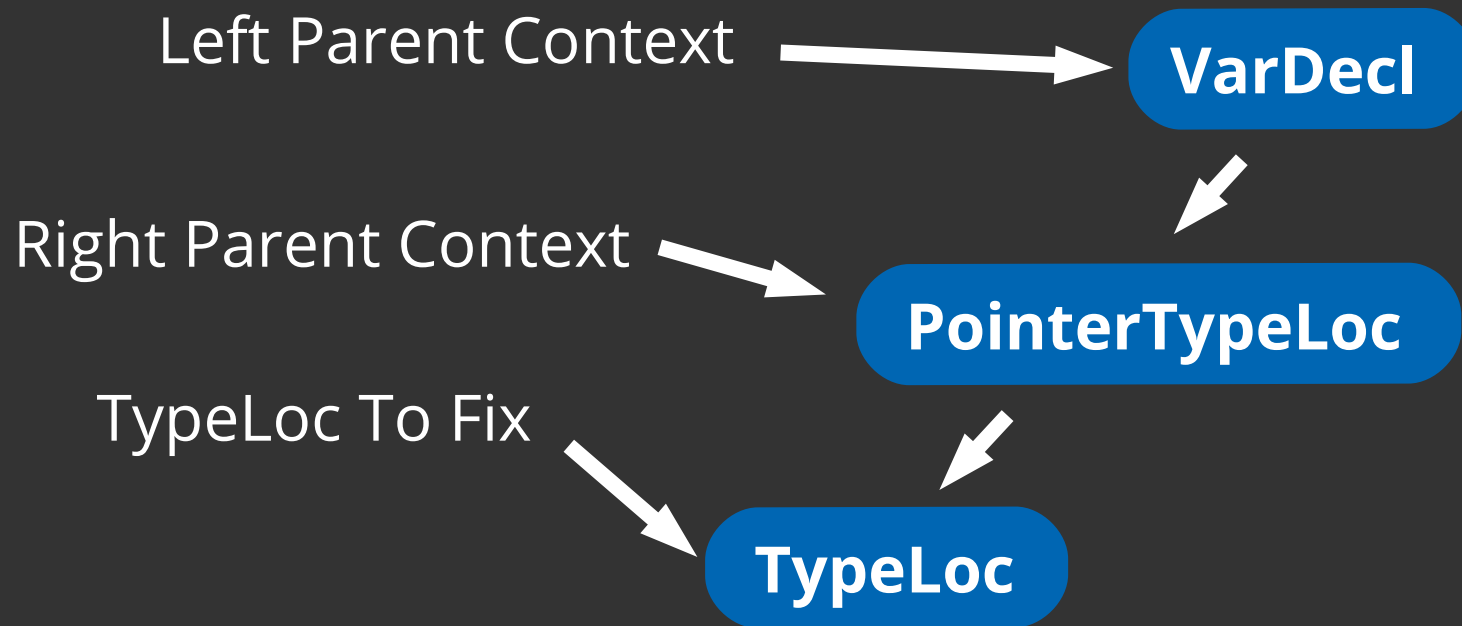 Left Parent Context
VarDecl
Right Parent Context
PointerTypeLoc
TypeLoc To Fix
TypeLoc